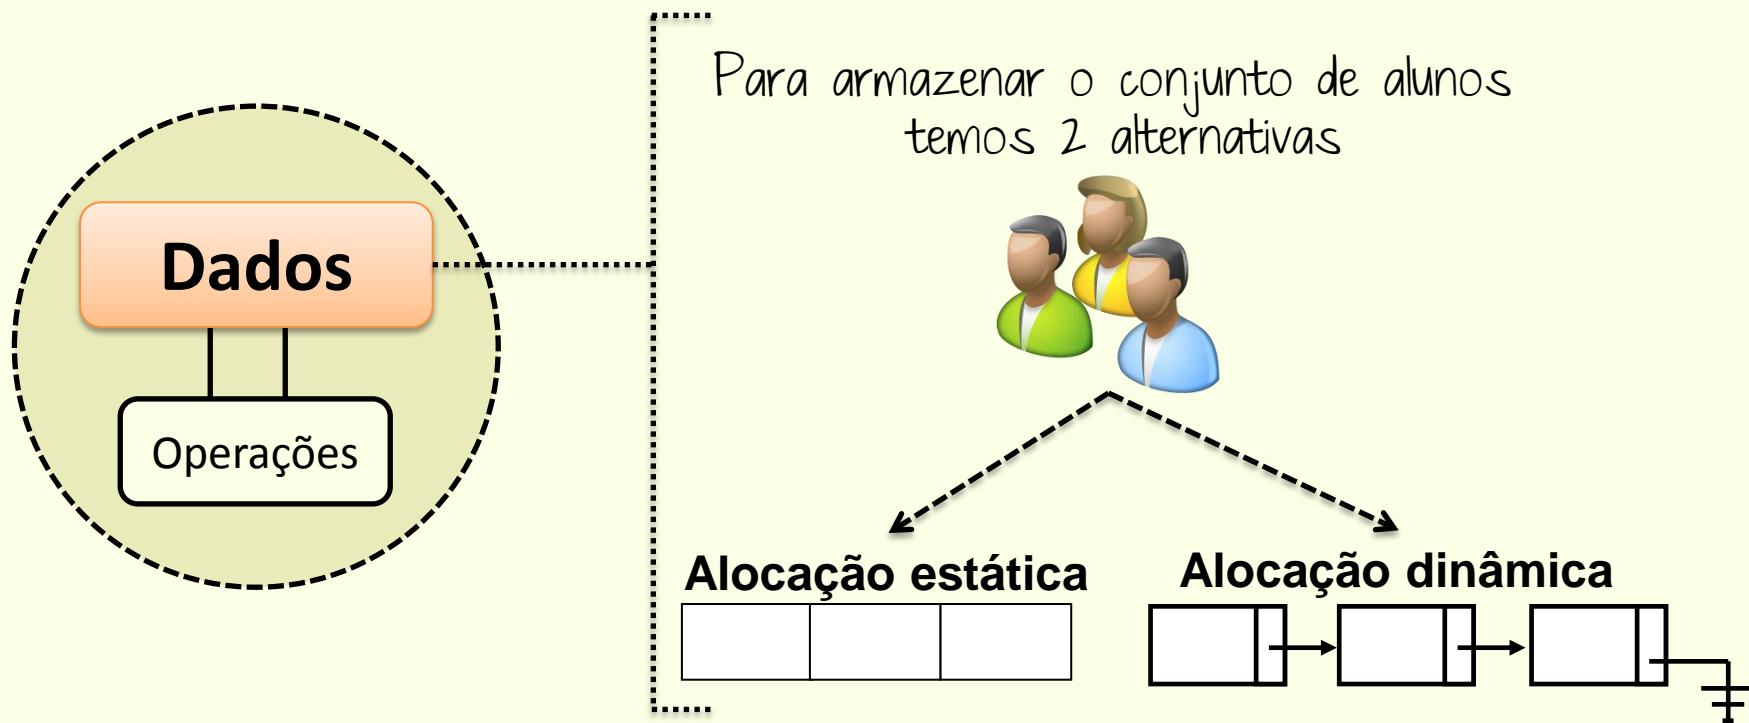 Para armazenar o conjunto de alunos
temos 2 alternativas
Dados
Operações
Alocação estática
Alocação dinâmica